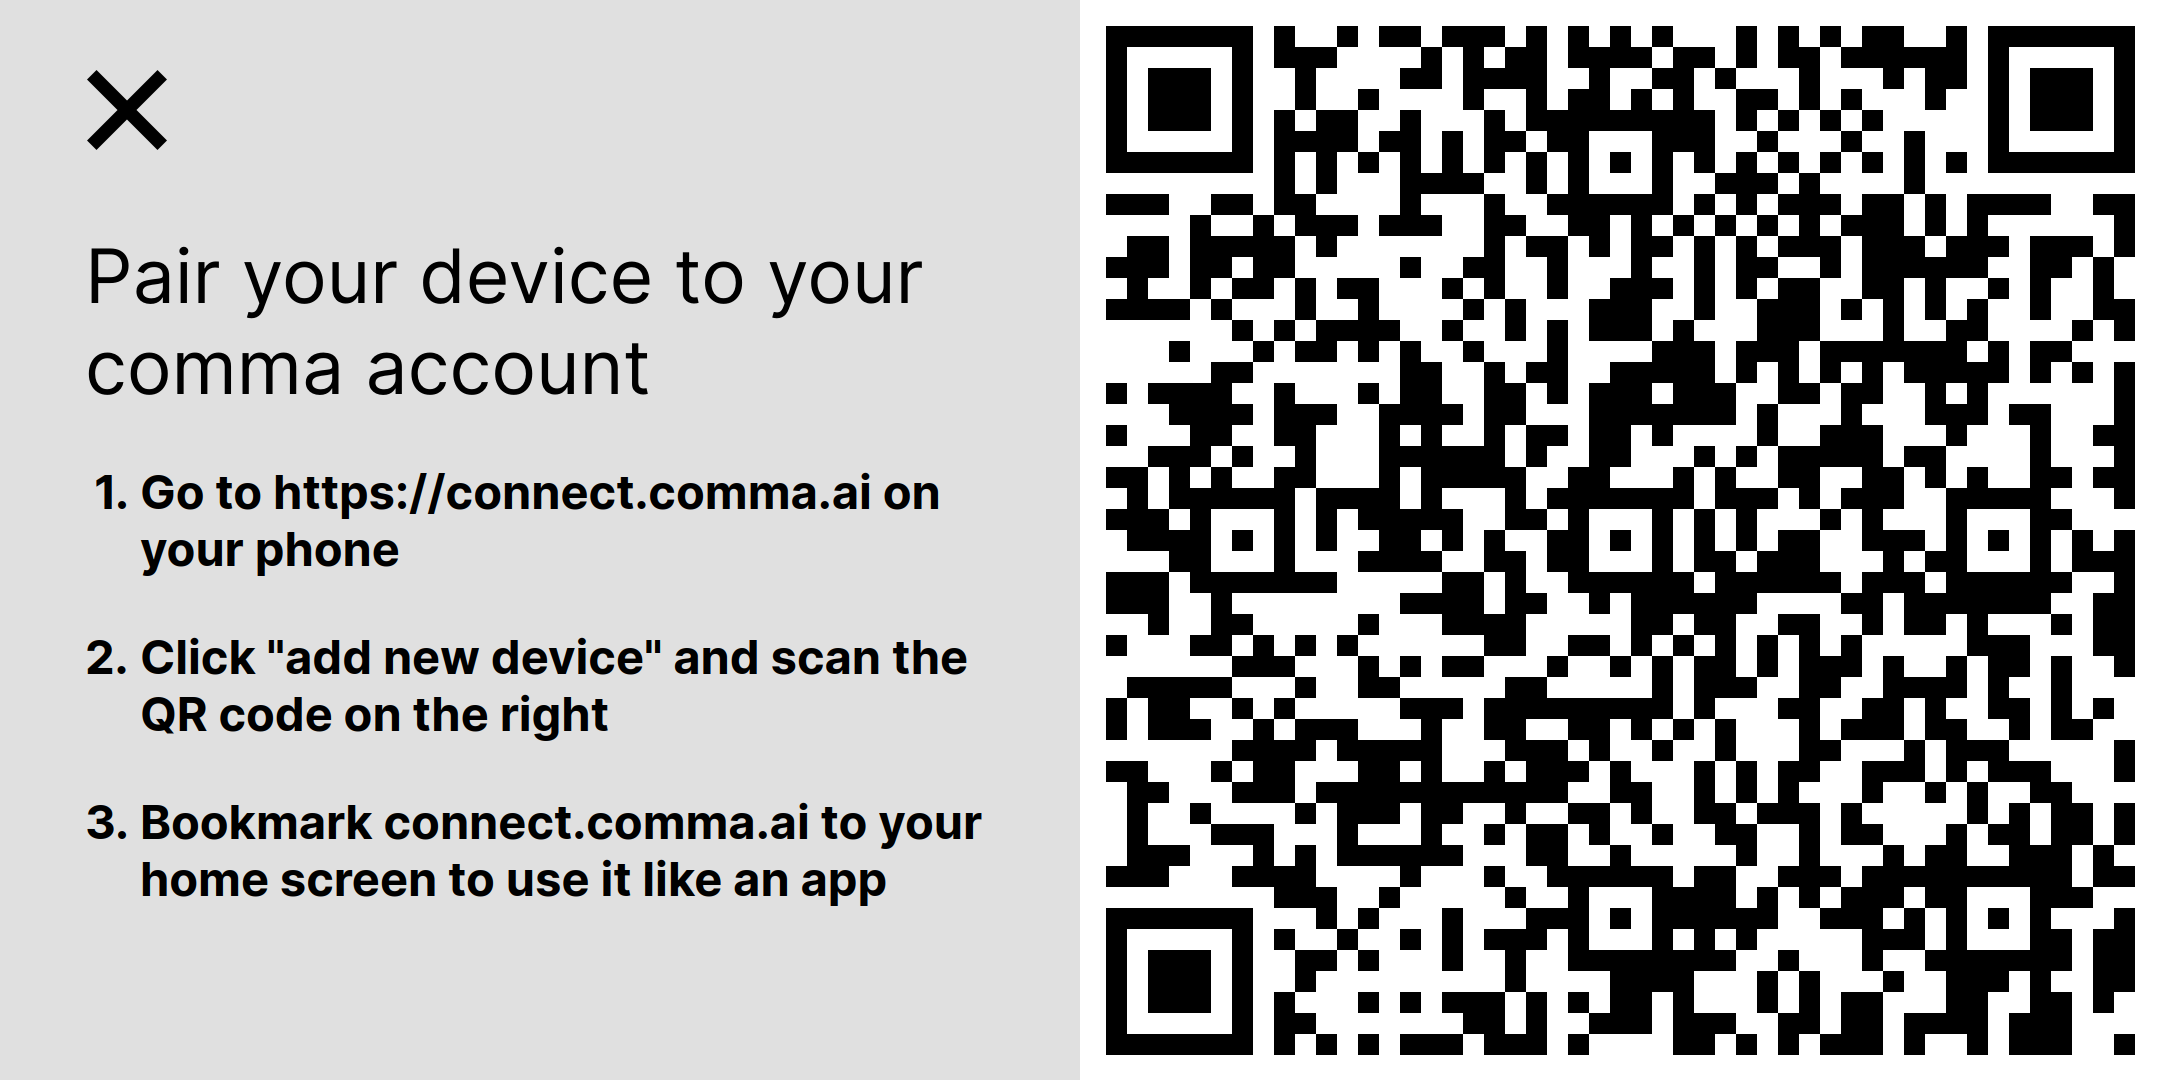 Pair your device to your
comma account
1. Go to https://connect.comma.ai on
your phone
2. Click "add new device" and scan the
QR code on the right
3. Bookmark connect.comma.ai to your
home screen to use it like an app